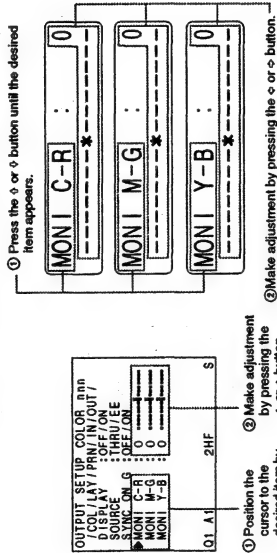 ① Press the ◊ or ◊ button until the desired
item appears.
MONI C-R : 0
-------*-------
MONI M-G : 0
-------*-------
MONI Y-B : 0
-------*-------
②Make adjustment by pressing the ◊ or ◊ button.
OUTPUT SETUP COLOR nnn
/COL/LAY/PRN/IN/OUT/
DISPLAY :OFF/ON
SOURCE :THRU/EE
SYNC ON G :OFF/ON
MONI C-R : 0
MONI M-G : 0
MONI Y-B : 0
Q1 A1 2HF S
①Position the
cursor to the
desired item by
② Make adjustment
by pressing the